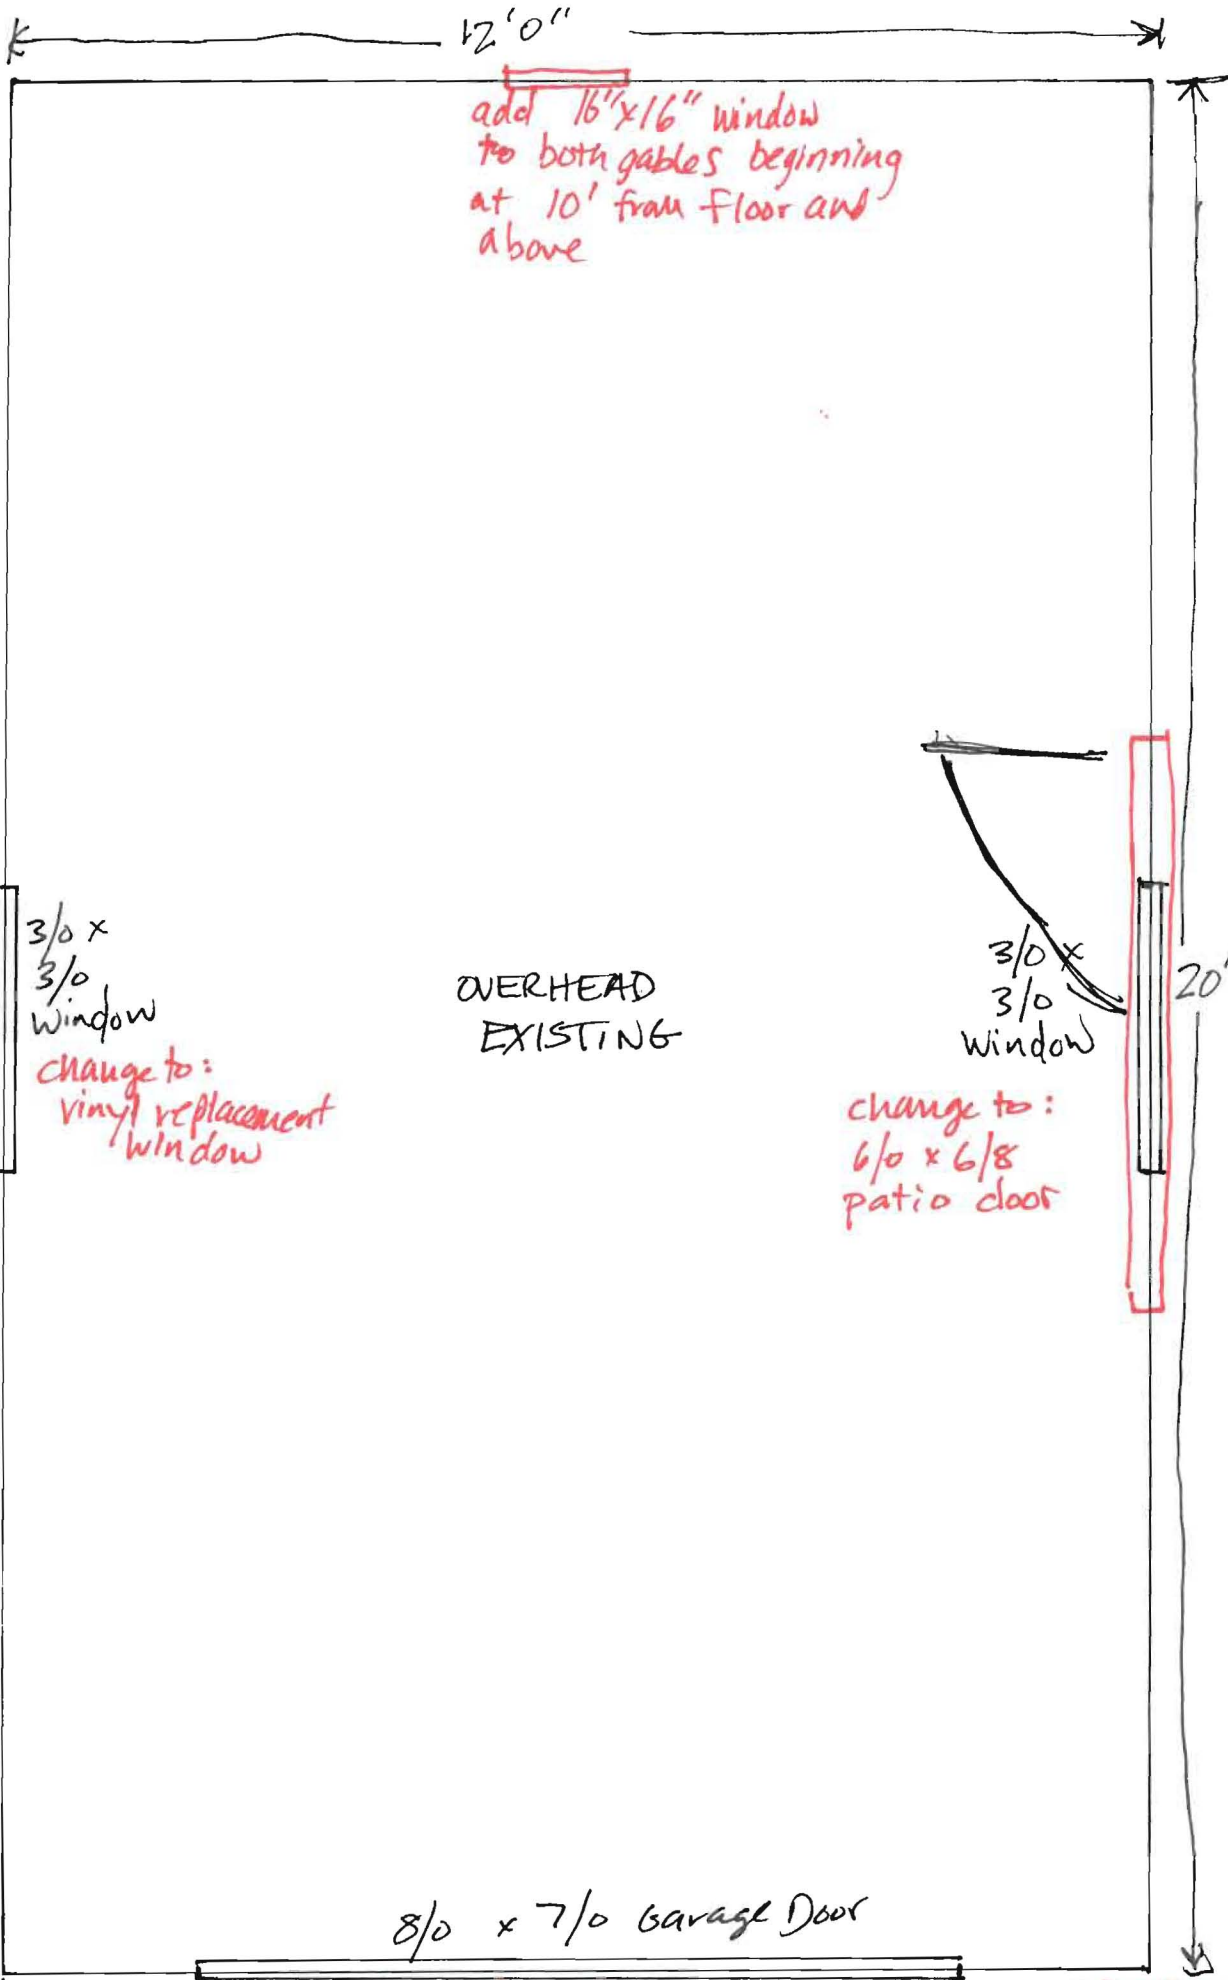 12'0"
add 16"x16" window
to both gables beginning
at 10' from floor and
above
3/0 x
3/0
window
change to:
vinyl replacement
window
OVERHEAD
EXISTING
3/0 x
3/0
window
change to:
6/0 x 6/8
patio door
20'
8/0 x 7/0 Garage Door